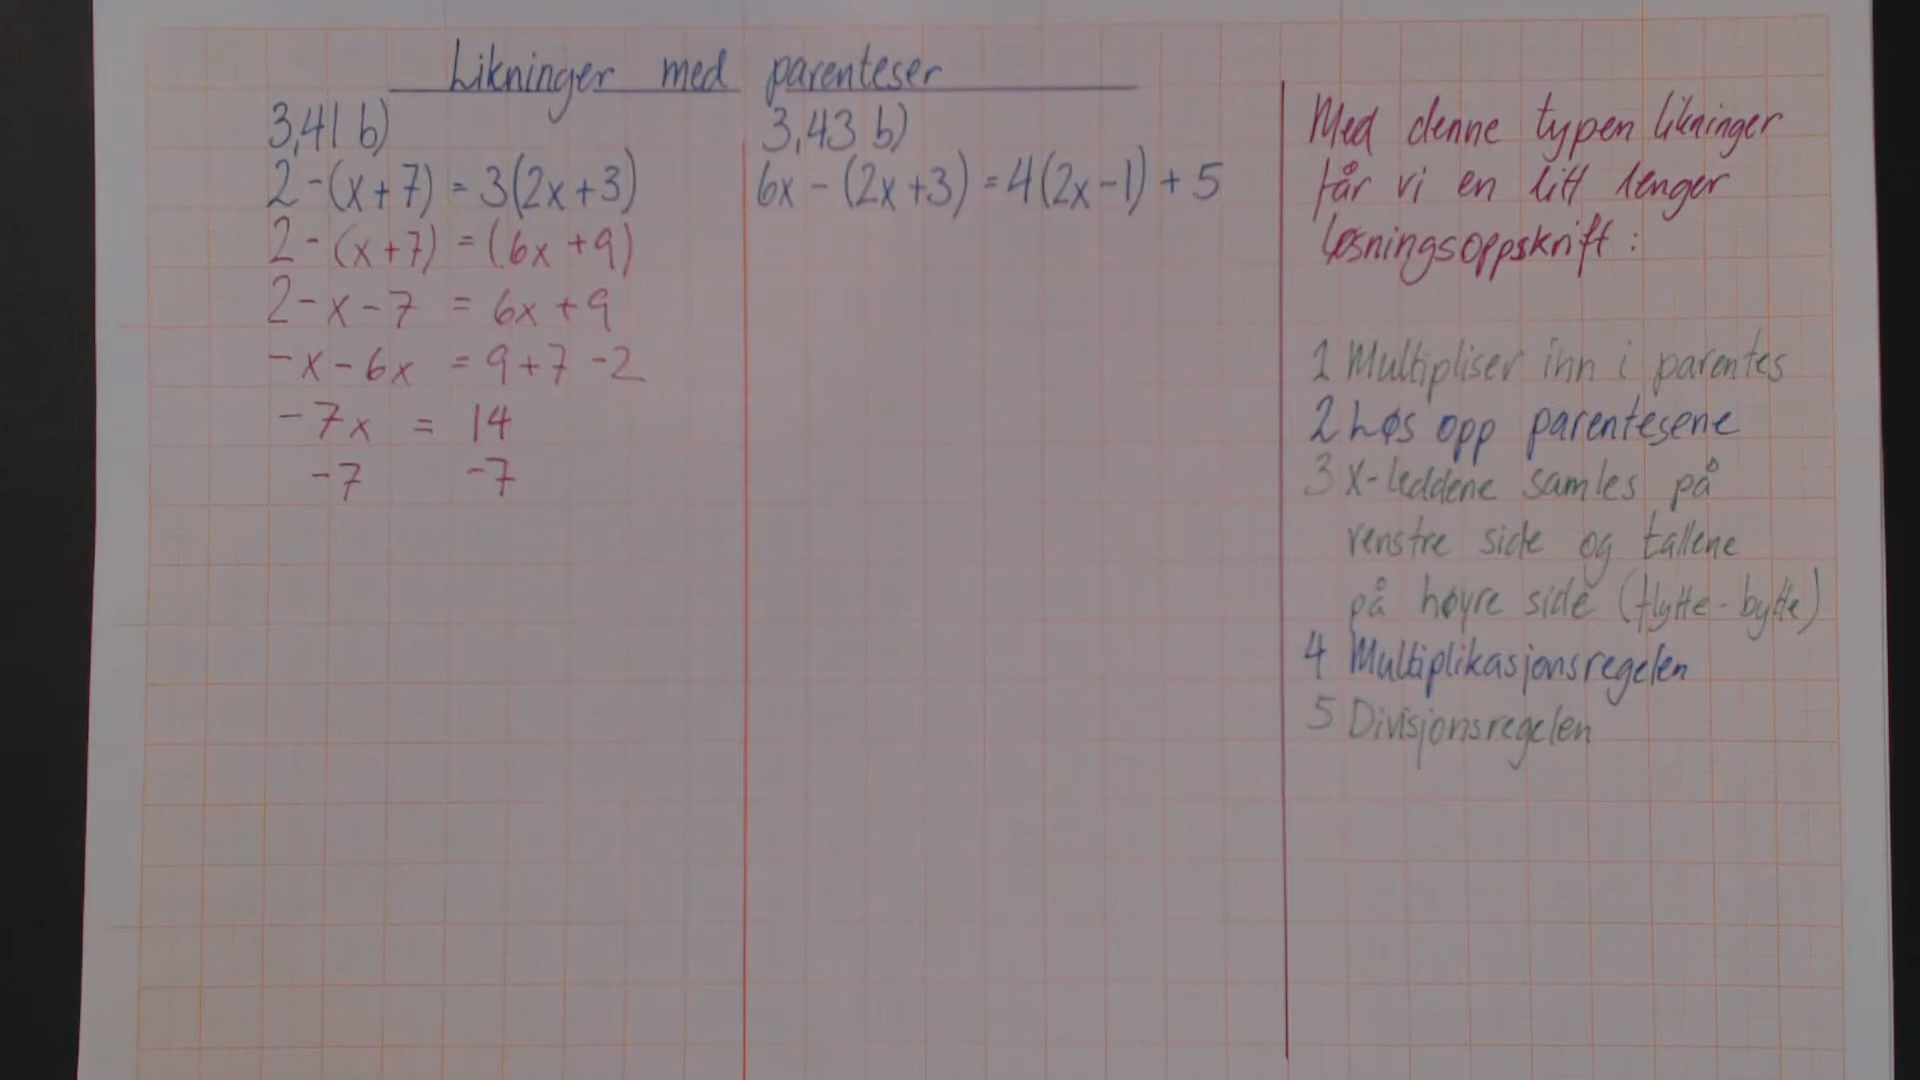 Likninger med parenteser
3,41 b)
2-(x+7) = 3(2x+3)
2-(x+7) = (6x+9)
2-x-7 = 6x+9
-x-6x = 9+7-2
-7x = 14
-7 -7
3,43 b)
6x-(2x+3)=4(2x-1)+5
Med denne typen likninger
får vi en litt lenger
løsningsoppskrift:
1 Multipliser inn i parentes
2 Løs opp parentesene
3 X-leddene samles på
venstre side og tallene
på høyre side (flytte-bytte)
4 Multiplikasjonsregelen
5 Divisjonsregelen